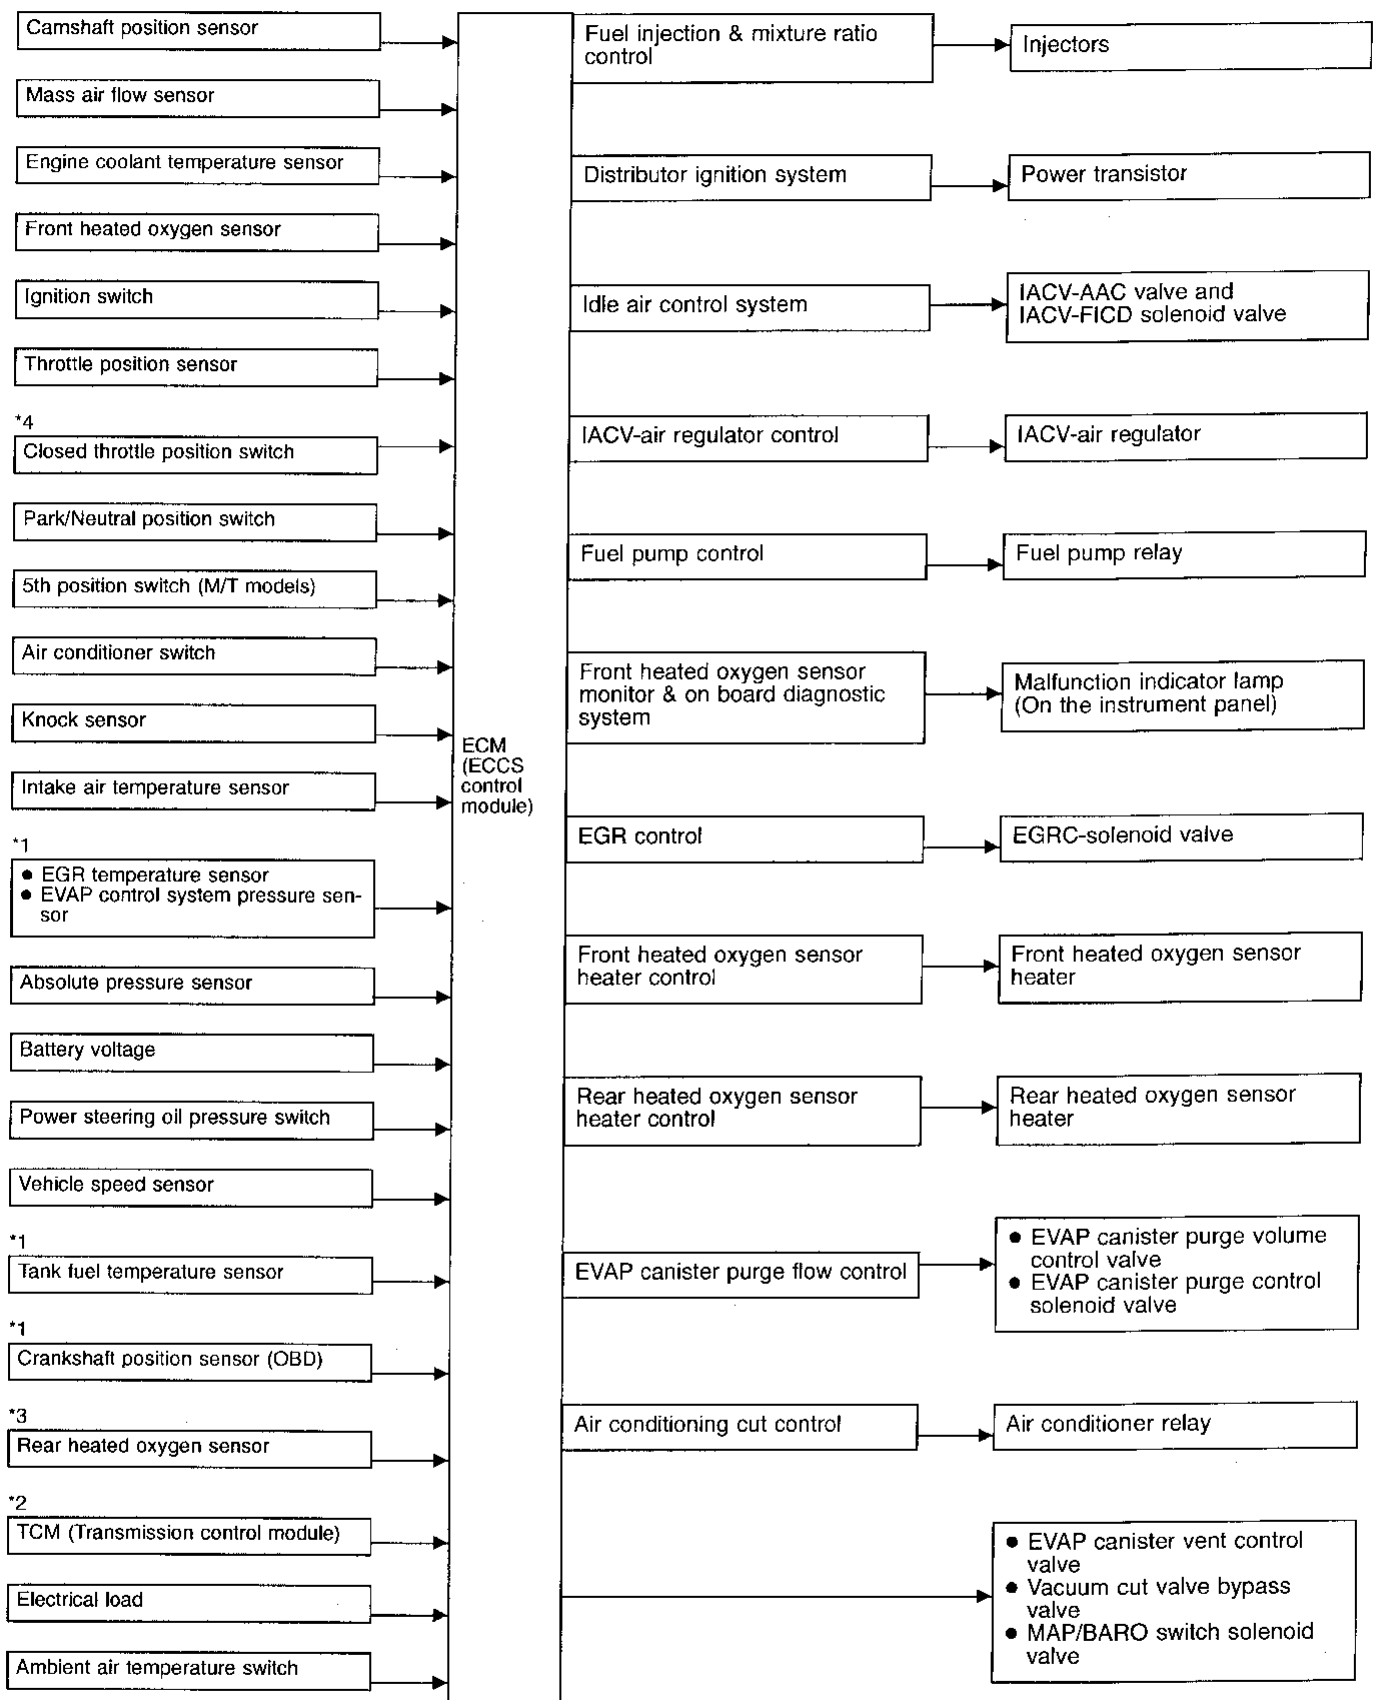 Camshaft position sensor
Mass air flow sensor
Engine coolant temperature sensor
Front heated oxygen sensor
Ignition switch
Throttle position sensor
*4
Closed throttle position switch
Park/Neutral position switch
5th position switch (M/T models)
Air conditioner switch
Knock sensor
Intake air temperature sensor
*1
● EGR temperature sensor
● EVAP control system pressure sen-
sor
Absolute pressure sensor
Battery voltage
Power steering oil pressure switch
Vehicle speed sensor
*1
Tank fuel temperature sensor
*1
Crankshaft position sensor (OBD)
*3
Rear heated oxygen sensor
*2
TCM (Transmission control module)
Electrical load
Ambient air temperature switch
ECM
(ECCS
control
module)
Fuel injection & mixture ratio
control
Injectors
Distributor ignition system
Power transistor
Idle air control system
IACV-AAC valve and
IACV-FICD solenoid valve
IACV-air regulator control
IACV-air regulator
Fuel pump control
Fuel pump relay
Front heated oxygen sensor
monitor & on board diagnostic
system
Malfunction indicator lamp
(On the instrument panel)
EGR control
EGRC-solenoid valve
Front heated oxygen sensor
heater control
Front heated oxygen sensor
heater
Rear heated oxygen sensor
heater control
Rear heated oxygen sensor
heater
EVAP canister purge flow control
● EVAP canister purge volume
control valve
● EVAP canister purge control
solenoid valve
Air conditioning cut control
Air conditioner relay
● EVAP canister vent control
valve
● Vacuum cut valve bypass
valve
● MAP/BARO switch solenoid
valve